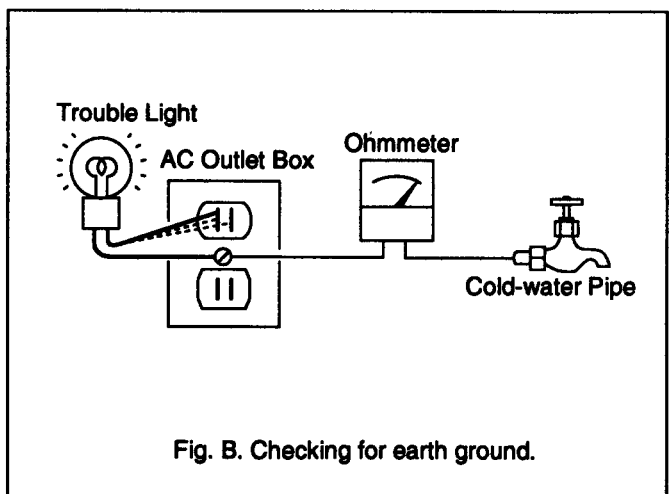 Trouble Light
AC Outlet Box
Ohmmeter
Cold-water Pipe
Fig. B. Checking for earth ground.